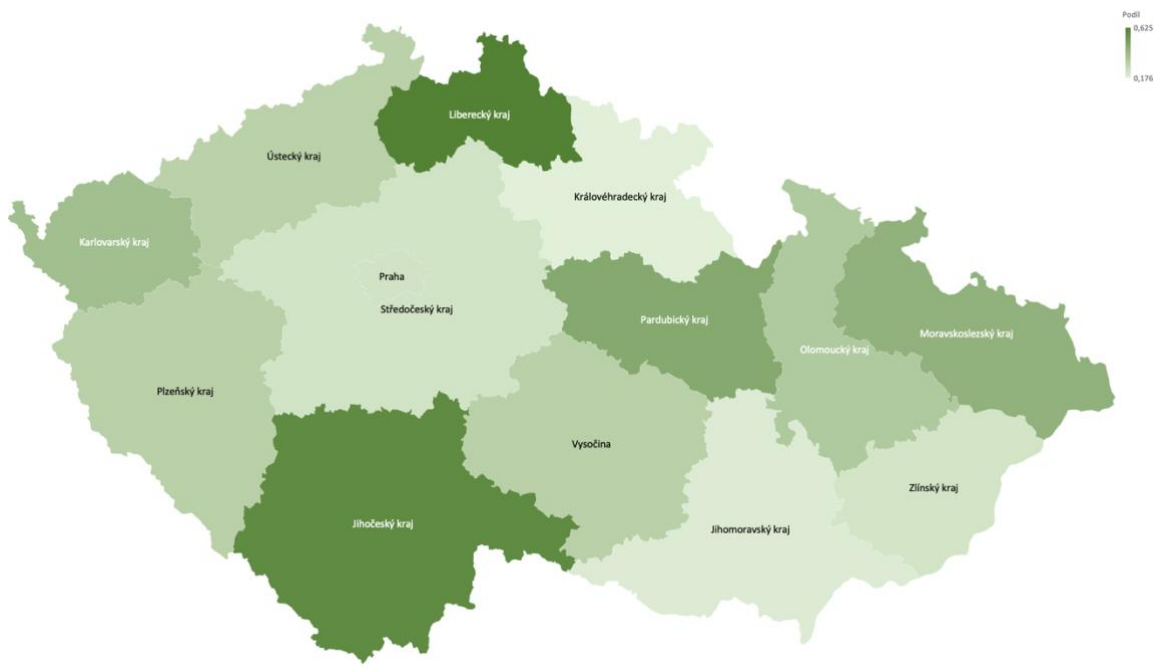 Podíl
0,625
0,176
Liberecký kraj
Ústecký kraj
Královéhradecký kraj
Karlovarský kraj
Praha
Středočeský kraj
Pardubický kraj
Moravskoslezský kraj
Olomoucký kraj
Plzeňský kraj
Vysočina
Zlínský kraj
Jihočeský kraj
Jihomoravský kraj